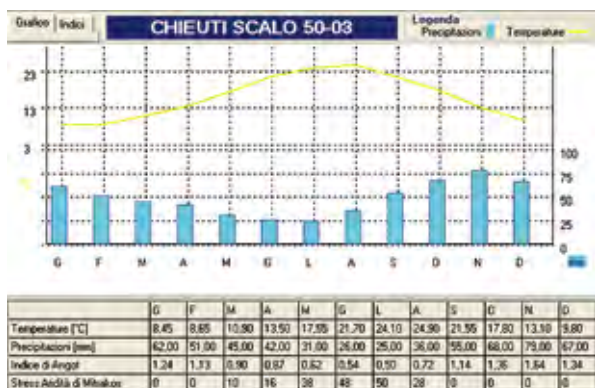 Grafico Indici CHIEUTI SCALO 50-03 Legenda
Precipitazioni Temperature
23
13
3
100
75
50
25
0
G F M A M G L A S O N D
G F M A M G L A S O N D
Temperature [°C] 8,45 8,65 10,90 13,50 17,55 21,70 24,10 24,90 21,55 17,80 13,10 9,80
Precipitazioni [mm] 62,00 51,00 45,00 42,00 31,00 26,00 25,00 36,00 55,00 68,00 79,00 67,00
Indice di Angot 1,24 1,13 0,90 0,87 0,62 0,54 0,50 0,72 1,14 1,36 1,64 1,34
Stress Aridità di Mitrakos 0 0 10 16 38 48 50 28 0 0 0 0